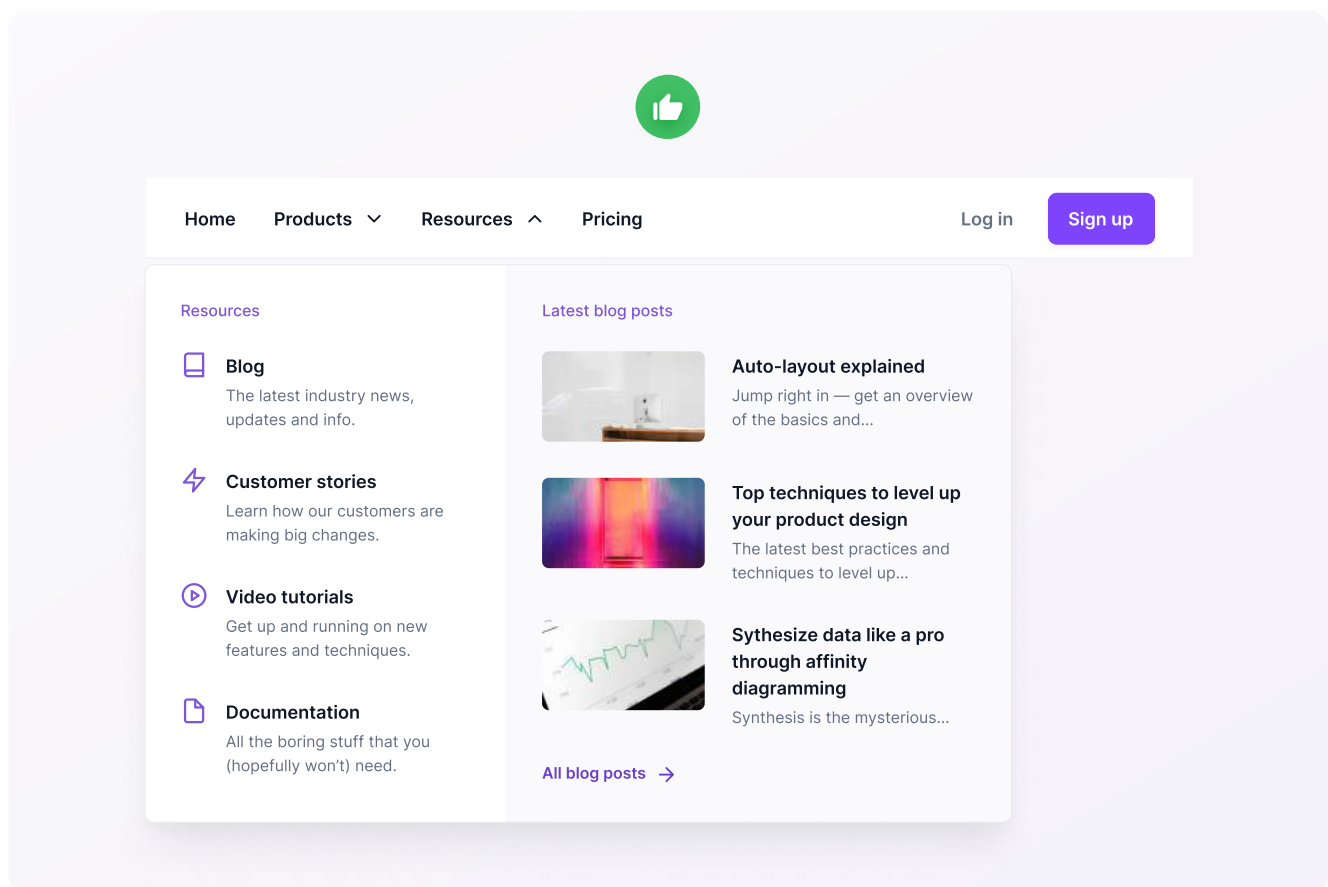 Home
Products
Resources
Pricing
Log in
Sign up
Resources
Blog
The latest industry news,
updates and info.
Customer stories
Learn how our customers are
making big changes.
Video tutorials
Get up and running on new
features and techniques.
Documentation
All the boring stuff that you
(hopefully won’t) need.
Latest blog posts
Auto-layout explained
Jump right in — get an overview
of the basics and...
Top techniques to level up
your product design
The latest best practices and
techniques to level up...
Sythesize data like a pro
through affinity
diagramming
Synthesis is the mysterious...
All blog posts